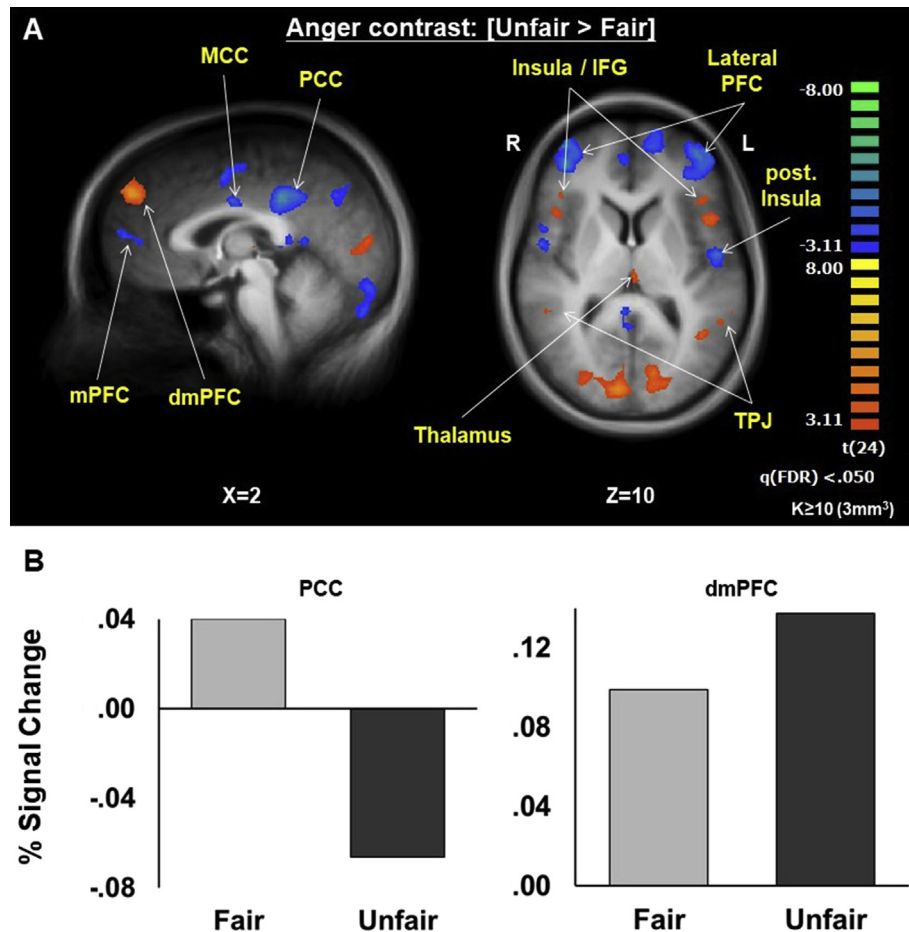 A
Anger contrast: [Unfair > Fair]
MCC
PCC
Insula / IFG
Lateral
PFC
R
L
post.
Insula
mPFC
dmPFC
Thalamus
TPJ
-8.00
-3.11
8.00
3.11
t(24)
q(FDR) <.050
K≥10 (3mm³)
X=2
Z=10
B
PCC
% Signal Change
.04
.00
-.04
-.08
Fair
Unfair
dmPFC
.12
.08
.04
.00
Fair
Unfair